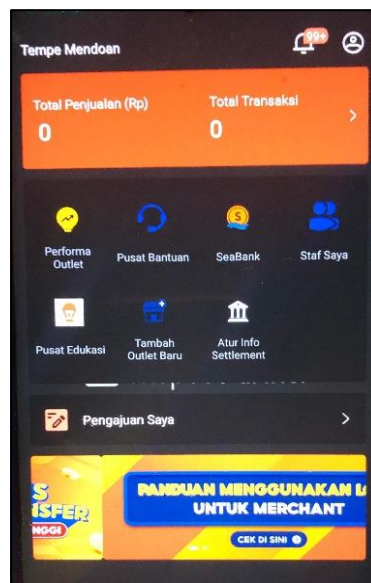 Tempe Mendoan
99+
Total Penjualan (Rp)
Total Transaksi
0
0
Performa
Outlet
Pusat Bantuan
SeaBank
Staf Saya
Pusat Edukasi
Tambah
Outlet Baru
Atur Info
Settlement
Pengajuan Saya
PANDUAN MENGGUNAKAN
UNTUK MERCHANT
CEK DI SINI